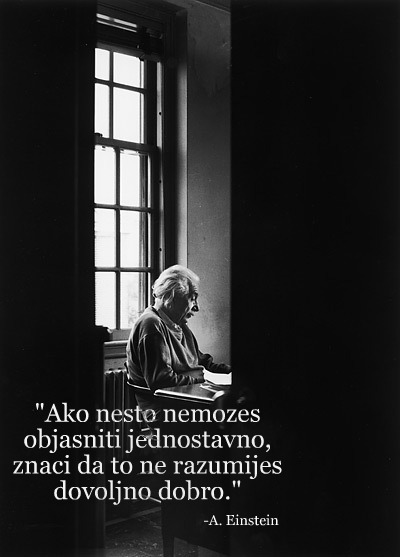 "Ako nesto nemozes
objasniti jednostavno,
znaci da to ne razumijes
dovoljno dobro."
-A. Einstein